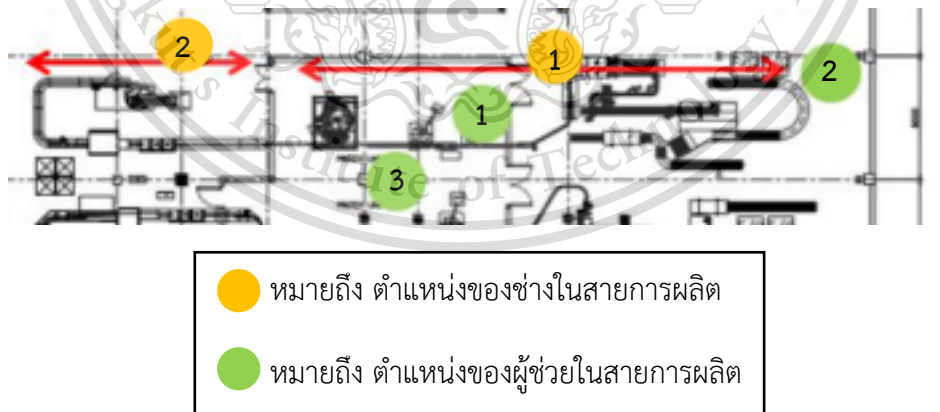 2
1
2
1
3
Institute of Technology
หมายถึง ตำแหน่งของช่างในสายการผลิต
หมายถึง ตำแหน่งของผู้ช่วยในสายการผลิต